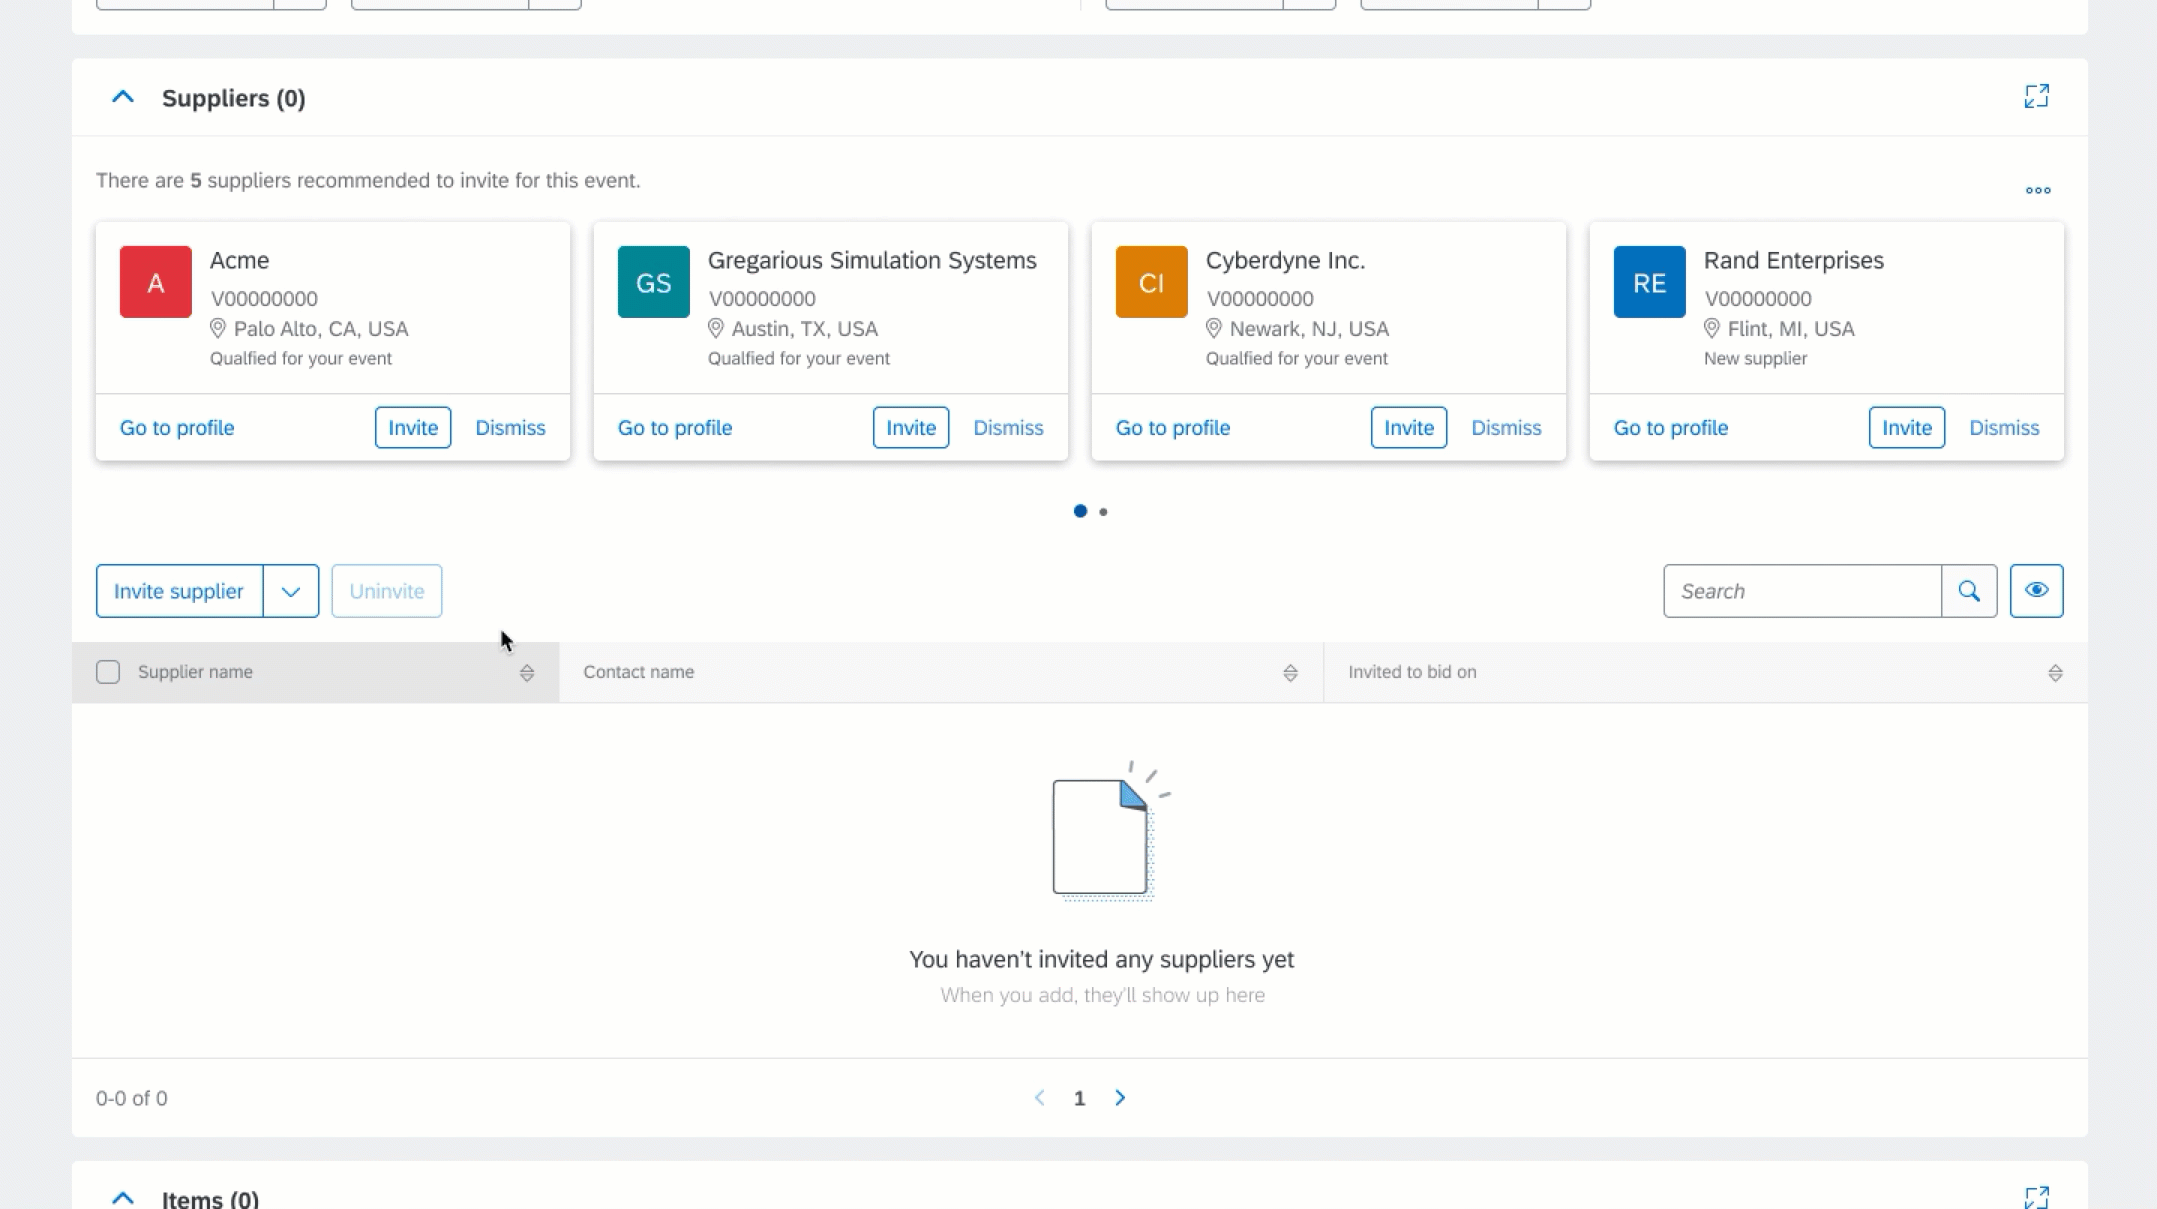 Suppliers (0)
There are 5 suppliers recommended to invite for this event.
A
Acme
V00000000
Palo Alto, CA, USA
Qualfied for your event
Go to profile
Invite
Dismiss
GS
Gregarious Simulation Systems
V00000000
Austin, TX, USA
Qualfied for your event
Go to profile
Invite
Dismiss
CI
Cyberdyne Inc.
V00000000
Newark, NJ, USA
Qualfied for your event
Go to profile
Invite
Dismiss
RE
Rand Enterprises
V00000000
Flint, MI, USA
New supplier
Go to profile
Invite
Dismiss
Invite supplier
Uninvite
Search
Supplier name
Contact name
Invited to bid on
You haven’t invited any suppliers yet
When you add, they'll show up here
0-0 of 0
1
Items (0)